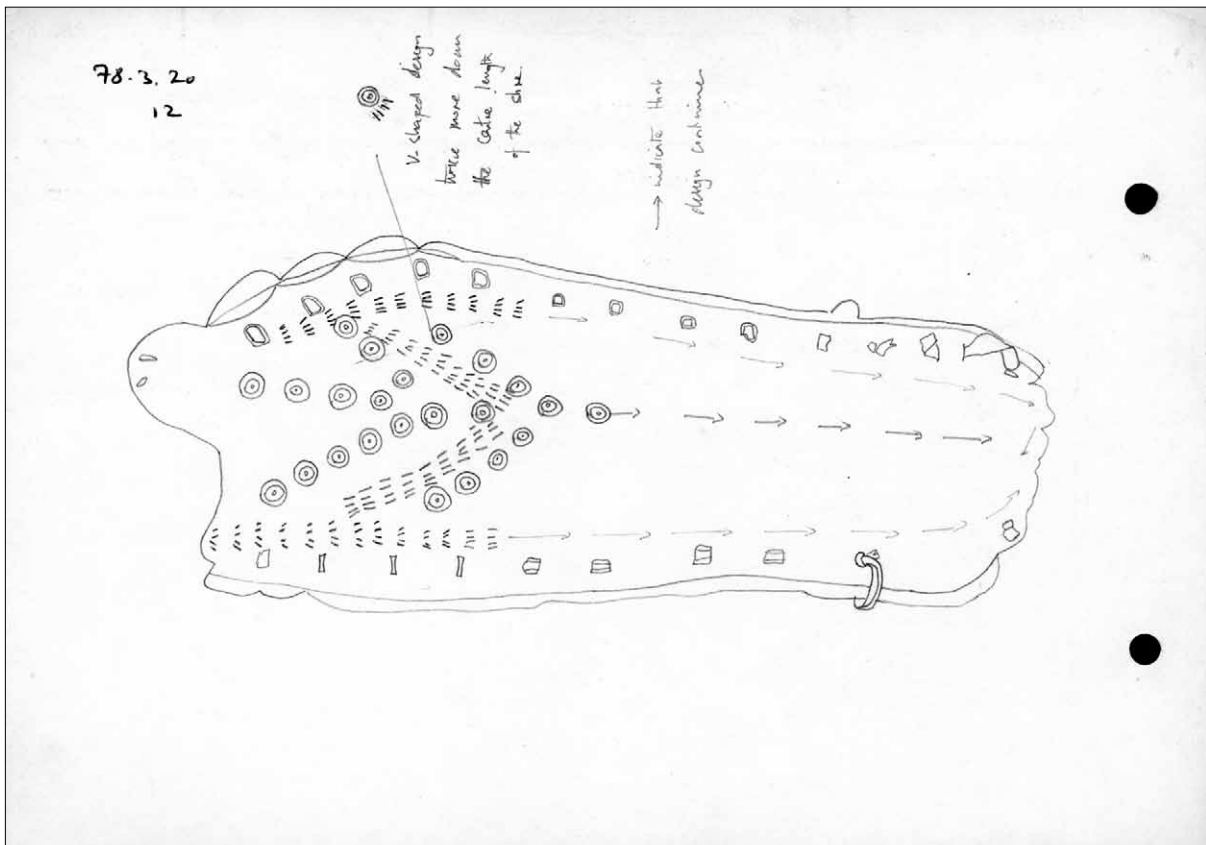 78.3.20
12
V-shaped design
twice more down
the entire length
of the shoe.
→ indicate that
design continues